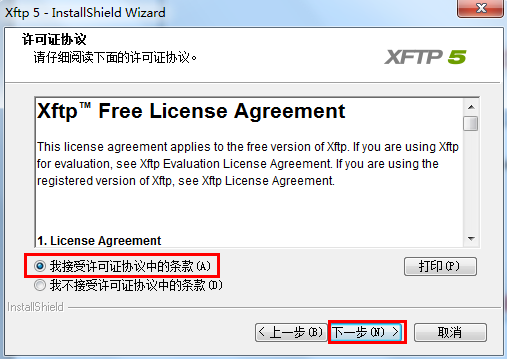 Xftp 5 - InstallShield Wizard
许可证协议
请仔细阅读下面的许可证协议。
XFTP 5
Xftp™ Free License Agreement
This license agreement applies to the free version of Xftp. If you are using Xftp
for evaluation, see Xftp Evaluation License Agreement. If you are using the
registered version of Xftp, see Xftp License Agreement.
1. License Agreement
我接受许可证协议中的条款(A)
我不接受许可证协议中的条款(D)
打印(P)
InstallShield
< 上一步(B)
下一步(N) >
取消